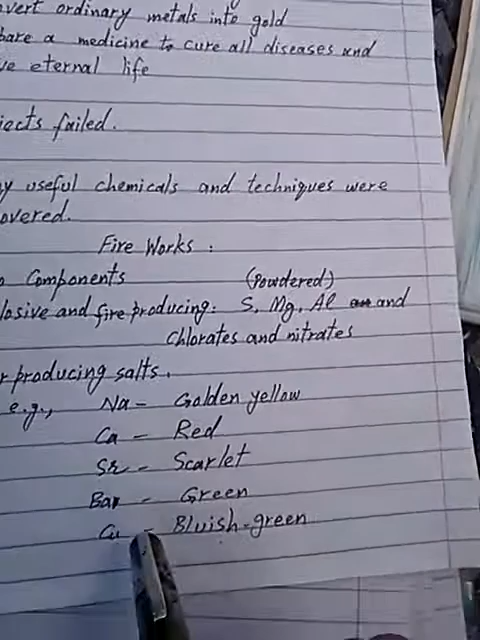 vert ordinary metals into gold
pare a medicine to cure all diseases and
ve eternal life
jects failed.
y useful chemicals and techniques were
overed.
Fire Works :
Components (Powdered)
losive and fire producing: S, Mg, Al and
Chlorates and nitrates
r producing salts.
e.g., Na – Golden yellow
Ca – Red
Sr – Scarlet
Bar – Green
Cu – Bluish-green